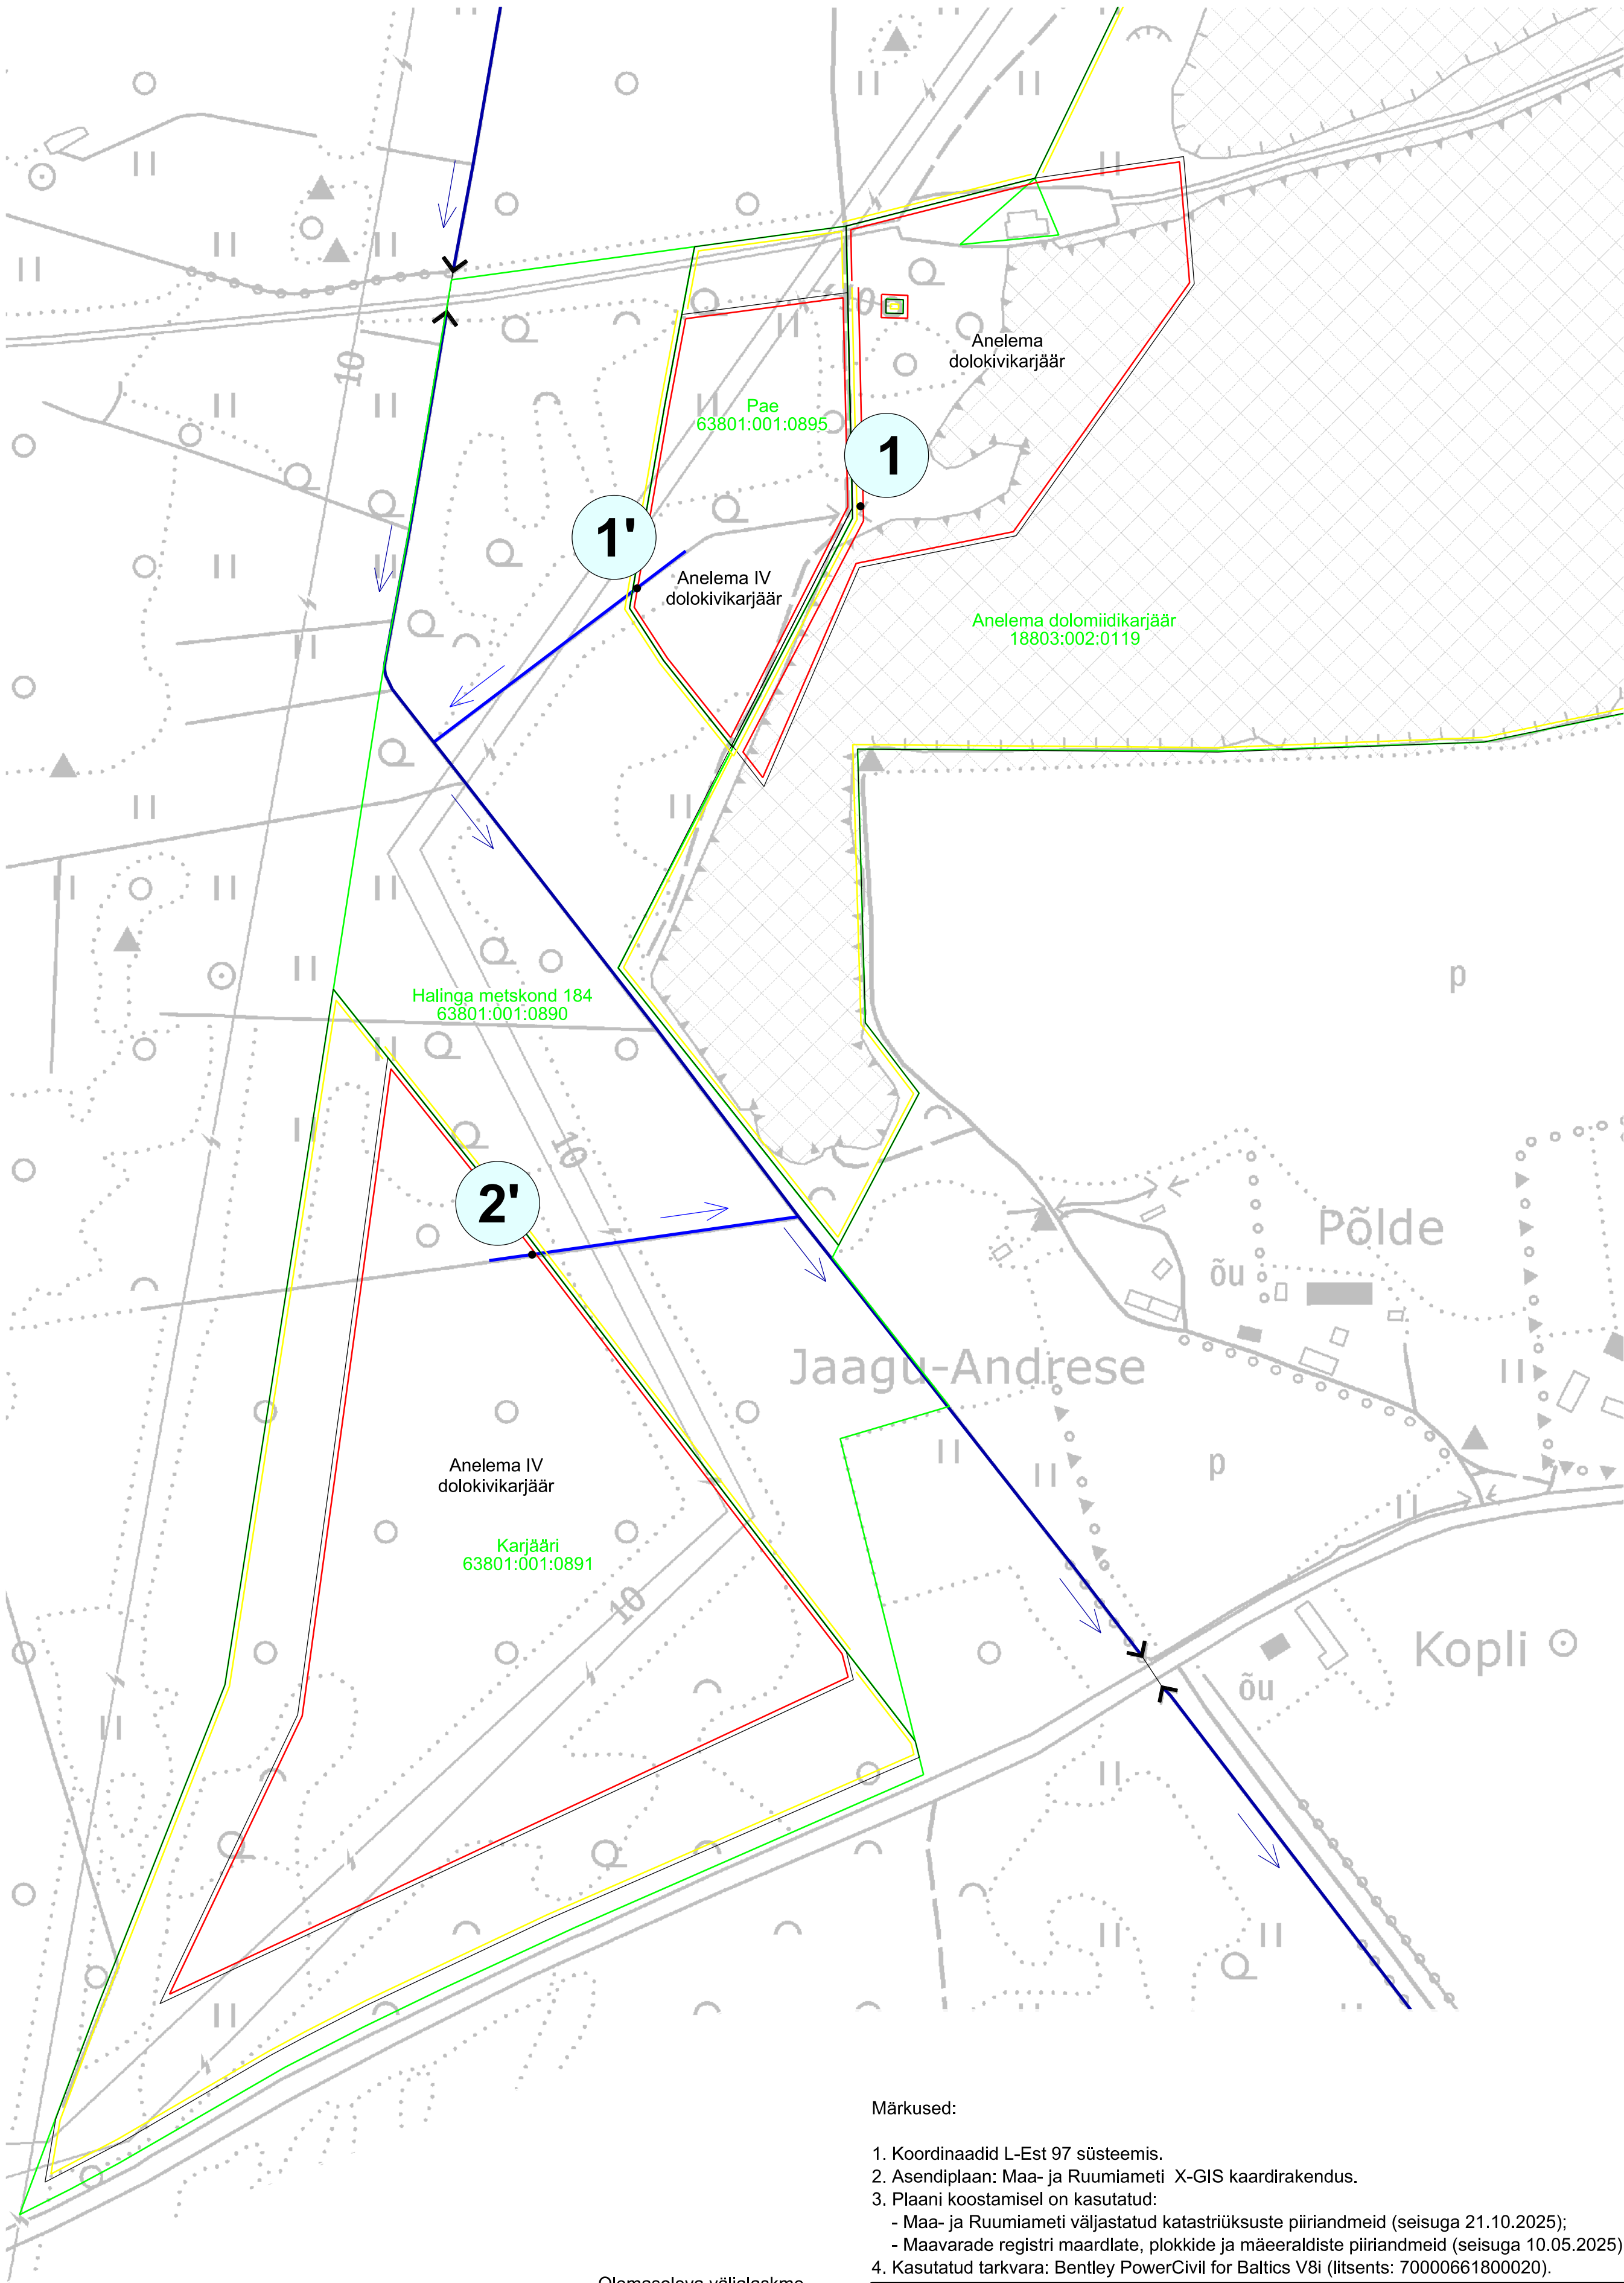 10
10
Anelema
dolokivikarjäär
Pae
63801:001:0895
1
1'
Anelema IV
dolokivikarjäär
Anelema dolomiidikarjäär
18803:002:0119
p
Halinga metskond 184
63801:001:0890
10
2'
Põlde
õu
Jaagu-Andrese
p
Anelema IV
dolokivikarjäär
Karjääri
63801:001:0891
10
Kopli
õu
Märkused:
1. Koordinaadid L-Est 97 süsteemis.
2. Asendiplaan: Maa- ja Ruumiameti X-GIS kaardirakendus.
3. Plaani koostamisel on kasutatud:
- Maa- ja Ruumiameti väljastatud katastriüksuste piiriandmeid (seisuga 21.10.2025);
- Maavarade registri maardlate, plokkide ja mäeeraldiste piiriandmeid (seisuga 10.05.2025)
4. Kasutatud tarkvara: Bentley PowerCivil for Baltics V8i (litsents: 70000661800020).
Olemasoleva väljalaskme